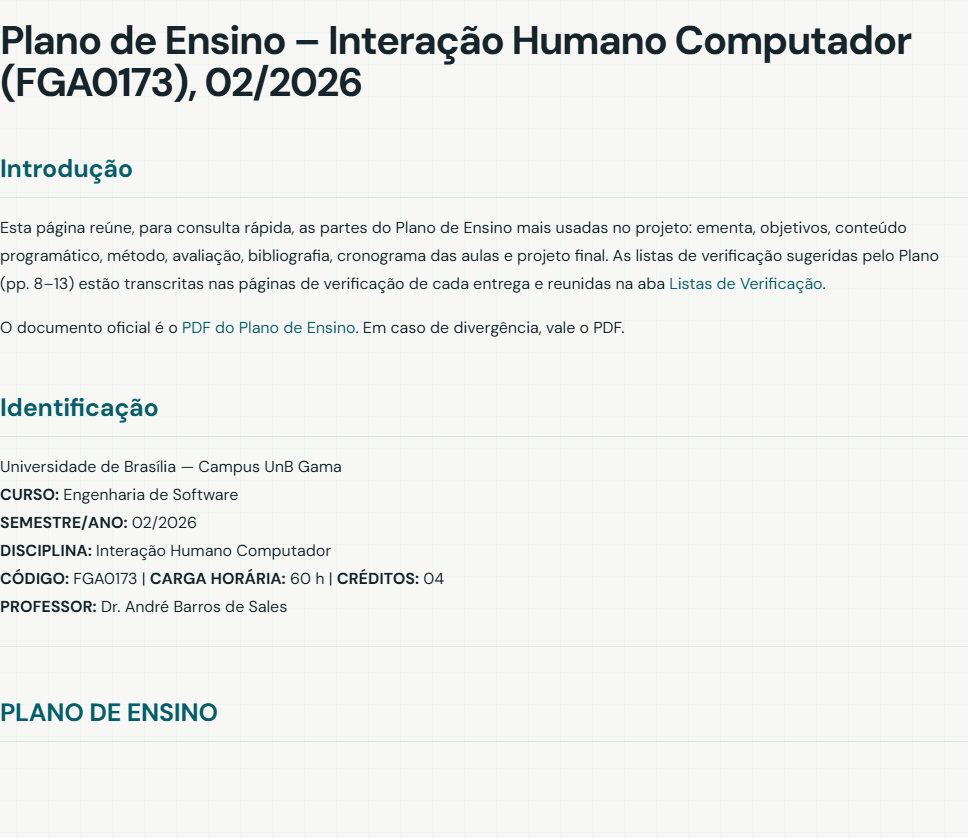 Plano de Ensino – Interação Humano Computador
(FGA0173), 02/2026
Introdução
Esta página reúne, para consulta rápida, as partes do Plano de Ensino mais usadas no projeto: ementa, objetivos, conteúdo
programático, método, avaliação, bibliografia, cronograma das aulas e projeto final. As listas de verificação sugeridas pelo Plano
(pp. 8–13) estão transcritas nas páginas de verificação de cada entrega e reunidas na aba Listas de Verificação.
O documento oficial é o PDF do Plano de Ensino. Em caso de divergência, vale o PDF.
Identificação
Universidade de Brasília — Campus UnB Gama
CURSO: Engenharia de Software
SEMESTRE/ANO: 02/2026
DISCIPLINA: Interação Humano Computador
CÓDIGO: FGA0173 | CARGA HORÁRIA: 60 h | CRÉDITOS: 04
PROFESSOR: Dr. André Barros de Sales
PLANO DE ENSINO